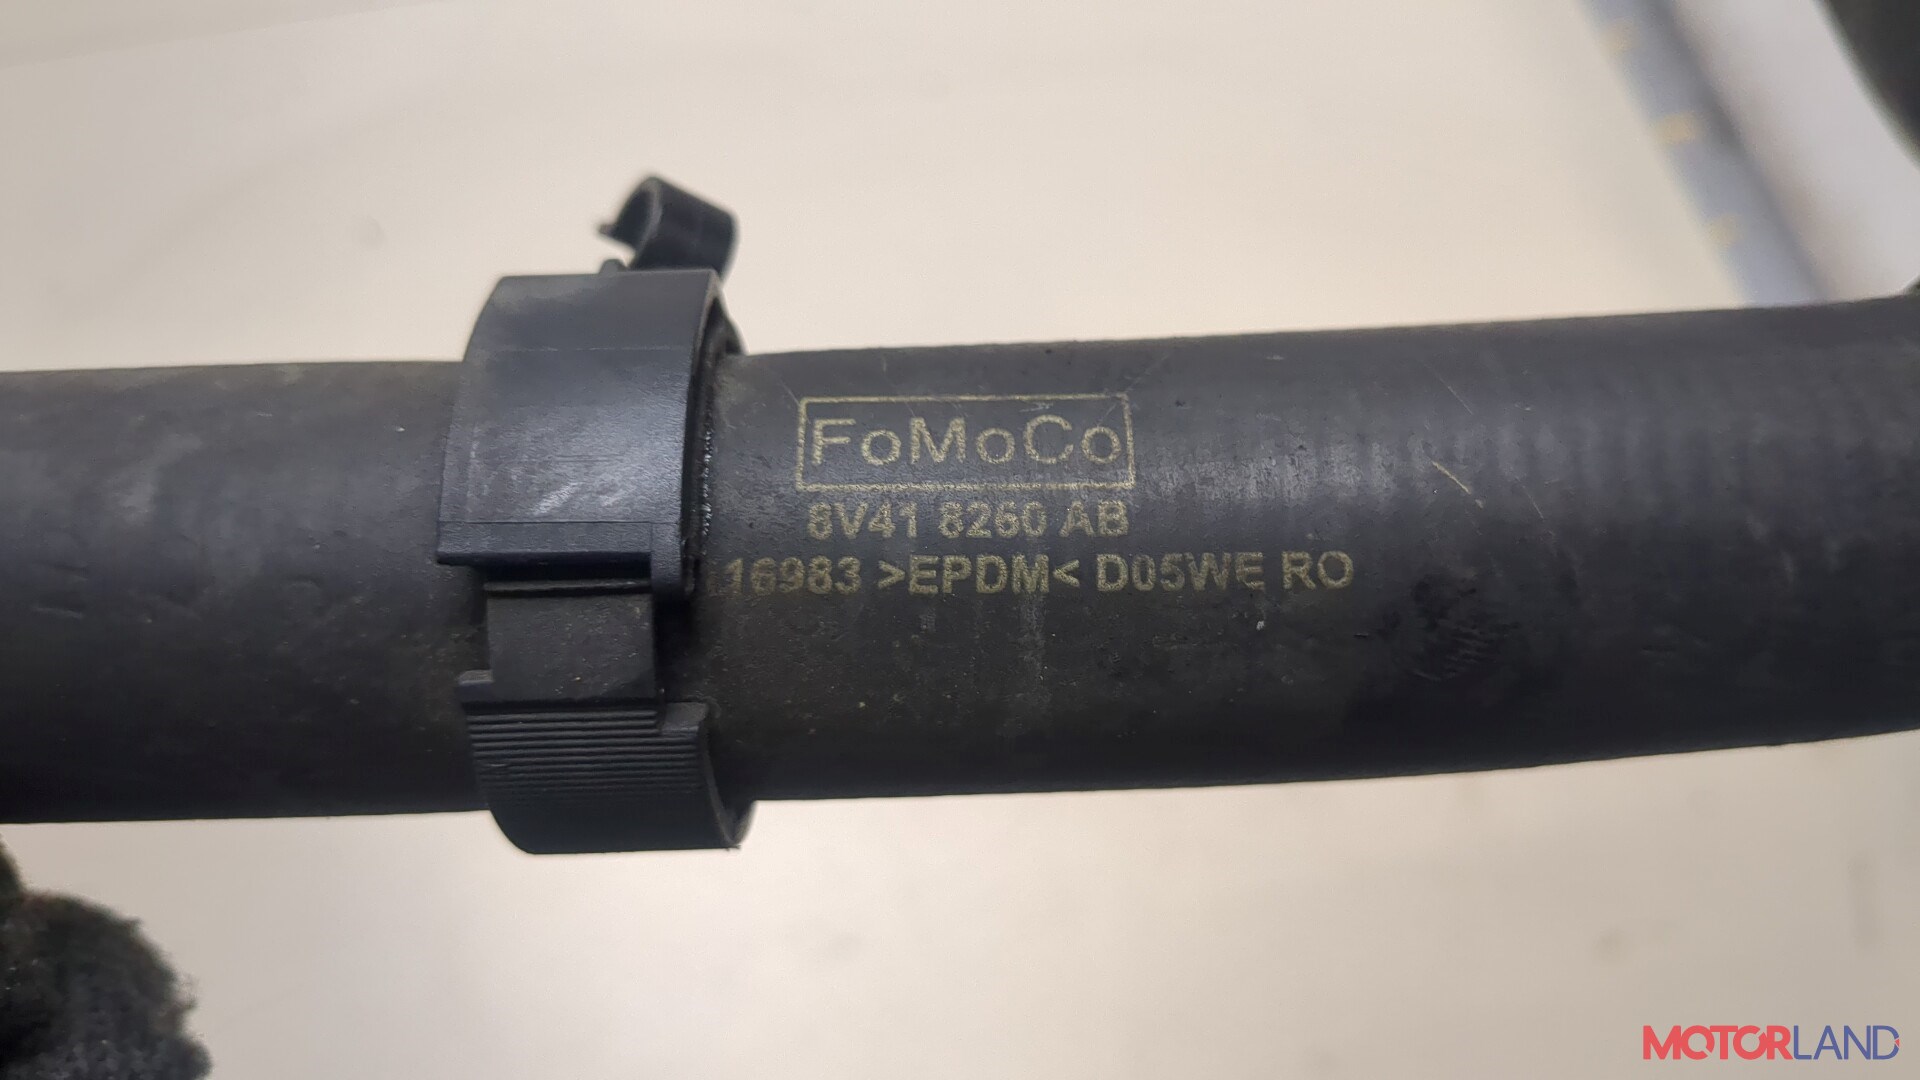 FoMoCo
8V41 8260 AB
16983 >EPDM< D05WE RO
MOTORLAND